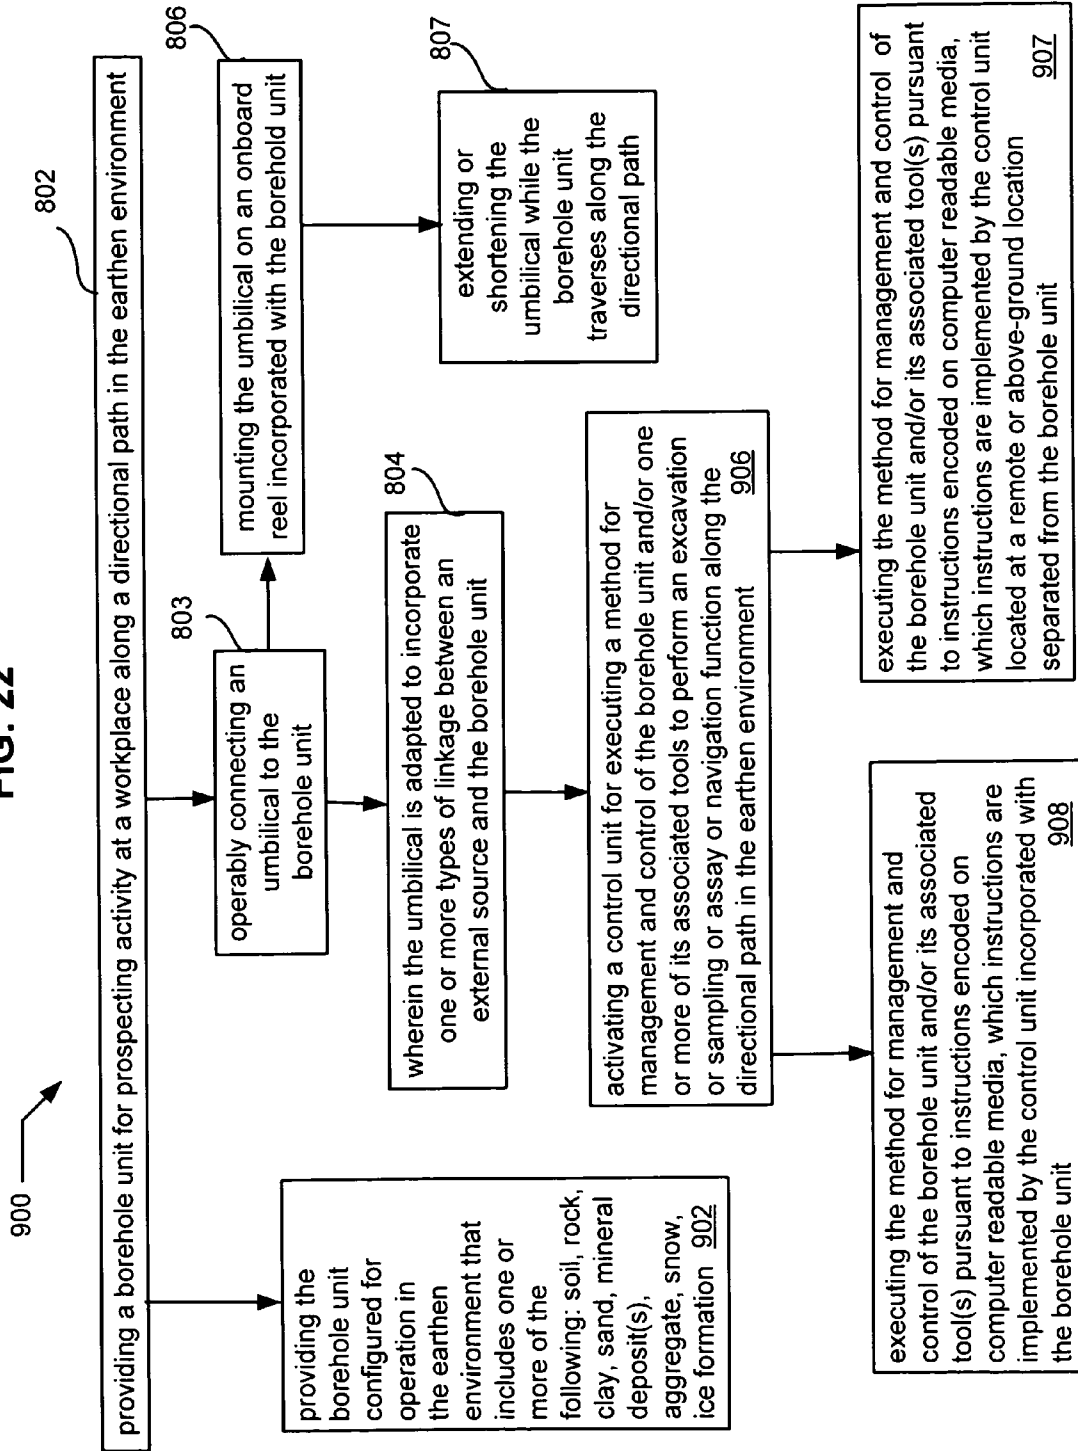 FIG. 22
900
802
providing a borehole unit for prospecting activity at a workplace along a directional path in the earthen environment
806
mounting the umbilical on an onboard
reel incorporated with the borehold unit
803
operably connecting an
umbilical to the
borehole unit
807
extending or
shortening the
umbilical while the
borehole unit
traverses along the
directional path
804
wherein the umbilical is adapted to incorporate
one or more types of linkage between an
external source and the borehole unit
providing the
borehole unit
configured for
operation in
the earthen
environment that
includes one or
more of the
following: soil, rock,
clay, sand, mineral
deposit(s),
aggregate, snow,
ice formation 902
activating a control unit for executing a method for
management and control of the borehole unit and/or one
or more of its associated tools to perform an excavation
or sampling or assay or navigation function along the
directional path in the earthen environment 906
executing the method for management and
control of the borehole unit and/or its associated
tool(s) pursuant to instructions encoded on
computer readable media, which instructions are
implemented by the control unit incorporated with
the borehole unit 908
executing the method for management and control of
the borehole unit and/or its associated tool(s) pursuant
to instructions encoded on computer readable media,
which instructions are implemented by the control unit
located at a remote or above-ground location
separated from the borehole unit 907